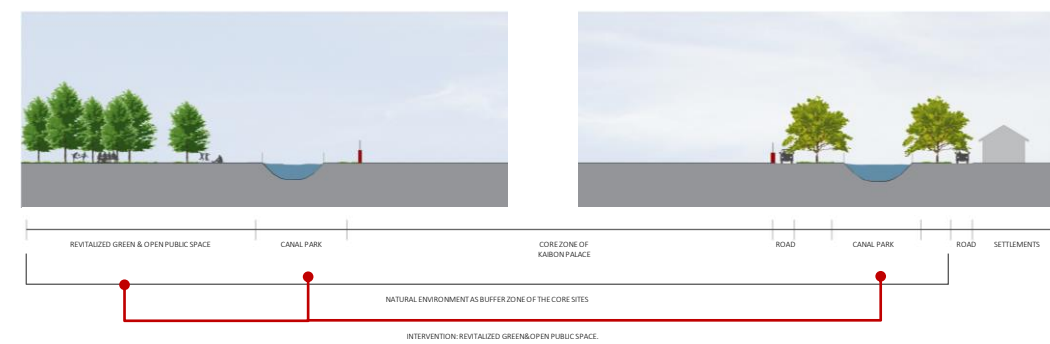 REVITALIZED GREEN & OPEN PUBLIC SPACE
CANAL PARK
CORE ZONE OF
KAIBON PALACE
ROAD
CANAL PARK
ROAD
SETTLEMENTS
NATURAL ENVIRONMENT AS BUFFER ZONE OF THE CORE SITES
INTERVENTION: REVITALIZED GREEN&OPEN PUBLIC SPACE.